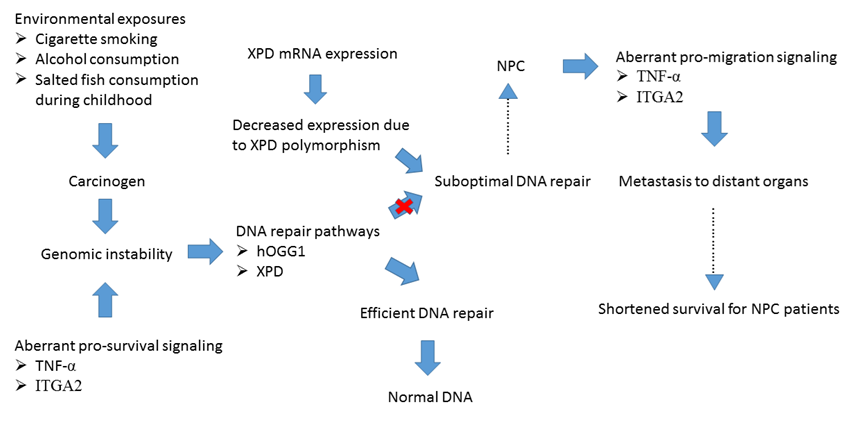 Environmental exposures
➢ Cigarette smoking
➢ Alcohol consumption
➢ Salted fish consumption
during childhood
Carcinogen
Genomic instability
Aberrant pro-survival signaling
➢ TNF-α
➢ ITGA2
XPD mRNA expression
Decreased expression due
to XPD polymorphism
DNA repair pathways
➢ hOGG1
➢ XPD
Efficient DNA repair
Normal DNA
Suboptimal DNA repair
NPC
Aberrant pro-migration signaling
➢ TNF-α
➢ ITGA2
Metastasis to distant organs
Shortened survival for NPC patients